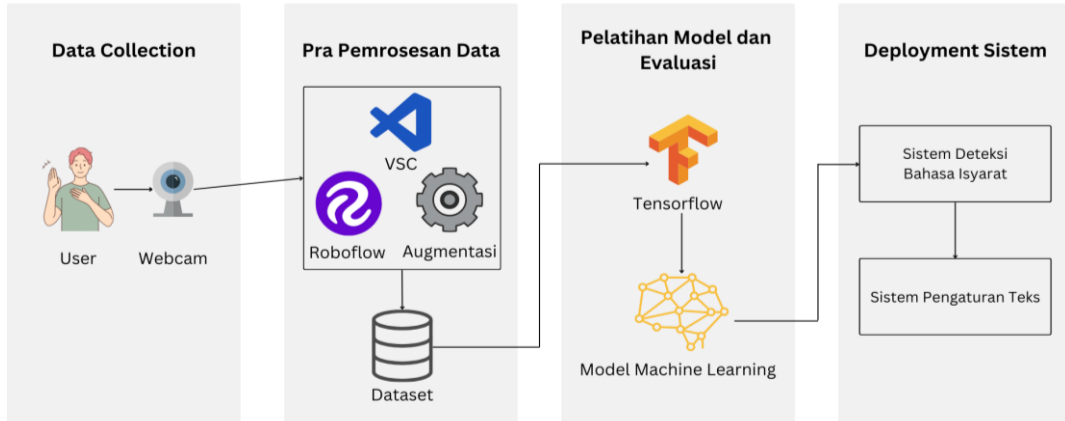 Data Collection
User
Webcam
Pra Pemrosesan Data
VSC
Roboflow
Augmentasi
Dataset
Pelatihan Model dan
Evaluasi
Tensorflow
Model Machine Learning
Deployment Sistem
Sistem Deteksi
Bahasa Isyarat
Sistem Pengaturan Teks